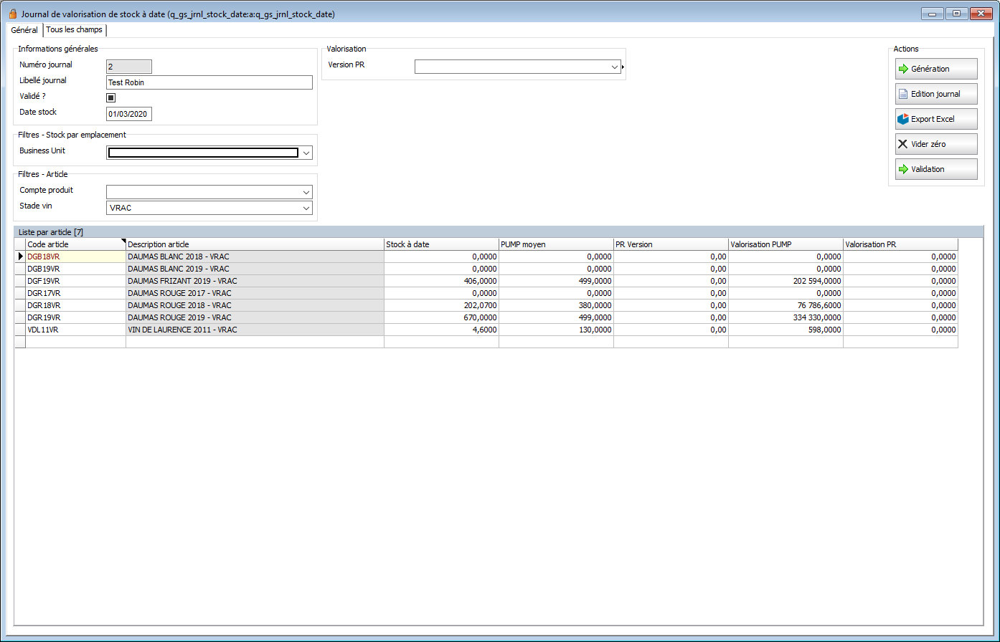 Journal de valorisation de stock à date (q_gs_jrnl_stock_date:a:q_gs_jrnl_stock_date)
Général Tous les champs
Informations générales
Numéro journal 2
Libellé journal Test Robin
Validé ?
Date stock 01/03/2020
Filtres - Stock par emplacement
Business Unit
Filtres - Article
Compte produit
Stade vin VRAC
Valorisation
Version PR
Actions
Génération
Edition journal
Export Excel
Vider zéro
Validation
Liste par article [7]
Code article Description article Stock à date PUMP moyen PR Version Valorisation PUMP Valorisation PR
DGB18VR DAUMAS BLANC 2018 - VRAC 0,0000 0,0000 0,00 0,0000 0,0000
DGB19VR DAUMAS BLANC 2019 - VRAC 0,0000 0,0000 0,00 0,0000 0,0000
DGF19VR DAUMAS FRIZANT 2019 - VRAC 406,0000 499,0000 0,00 202 594,0000 0,0000
DGR17VR DAUMAS ROUGE 2017 - VRAC 0,0000 0,0000 0,00 0,0000 0,0000
DGR18VR DAUMAS ROUGE 2018 - VRAC 202,0700 380,0000 0,00 76 786,6000 0,0000
DGR19VR DAUMAS ROUGE 2019 - VRAC 670,0000 499,0000 0,00 334 330,0000 0,0000
VDL11VR VIN DE LAURENCE 2011 - VRAC 4,6000 130,0000 0,00 598,0000 0,0000